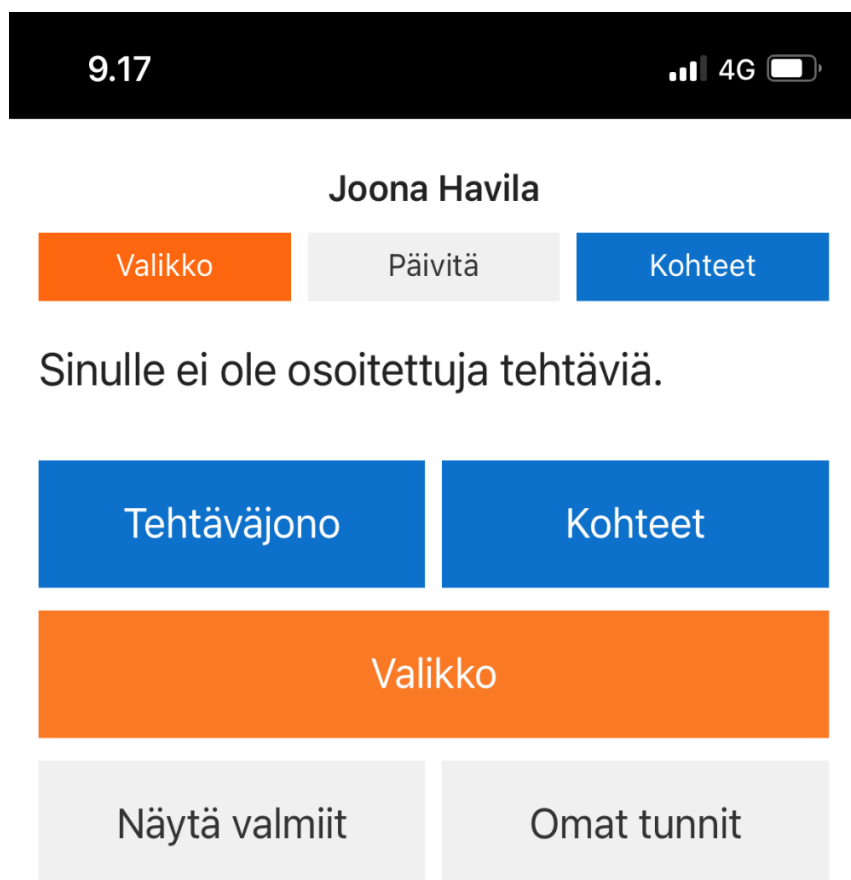 9.17 4G
Joona Havila
Valikko Päivitä Kohteet
Sinulle ei ole osoitettuja tehtäviä.
Tehtäväjono Kohteet
Valikko
Näytä valmiit Omat tunnit